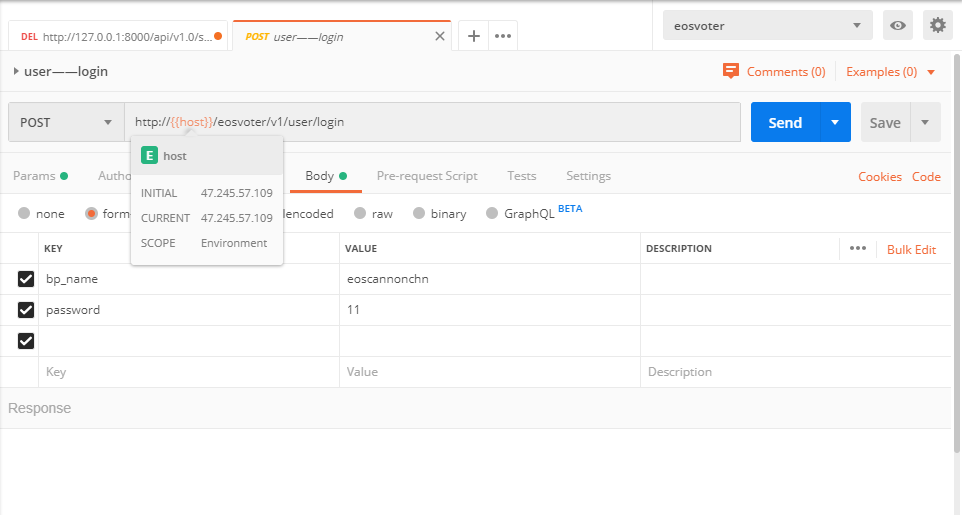 DEL http://127.0.0.1:8000/api/v1.0/s... POST user——login eosvoter
user——login Comments (0) Examples (0)
POST http://{{host}}/eosvoter/v1/user/login Send Save
E host
Params Autho Body Pre-request Script Tests Settings Cookies Code
INITIAL 47.245.57.109
none form lencoded raw binary GraphQL BETA
CURRENT 47.245.57.109
SCOPE Environment
KEY VALUE DESCRIPTION Bulk Edit
bp_name eoscannonchn
password 11
Key Value Description
Response